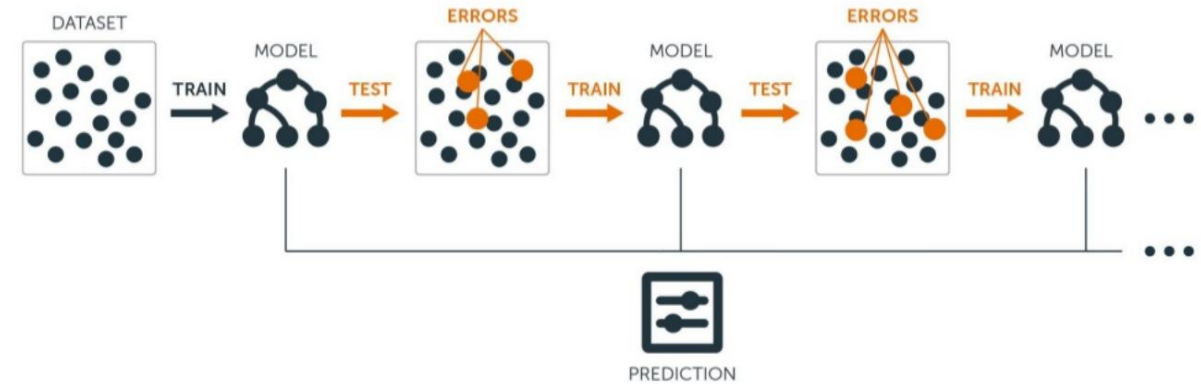 DATASET
MODEL
ERRORS
MODEL
ERRORS
MODEL
TRAIN
TEST
TRAIN
TEST
TRAIN
PREDICTION